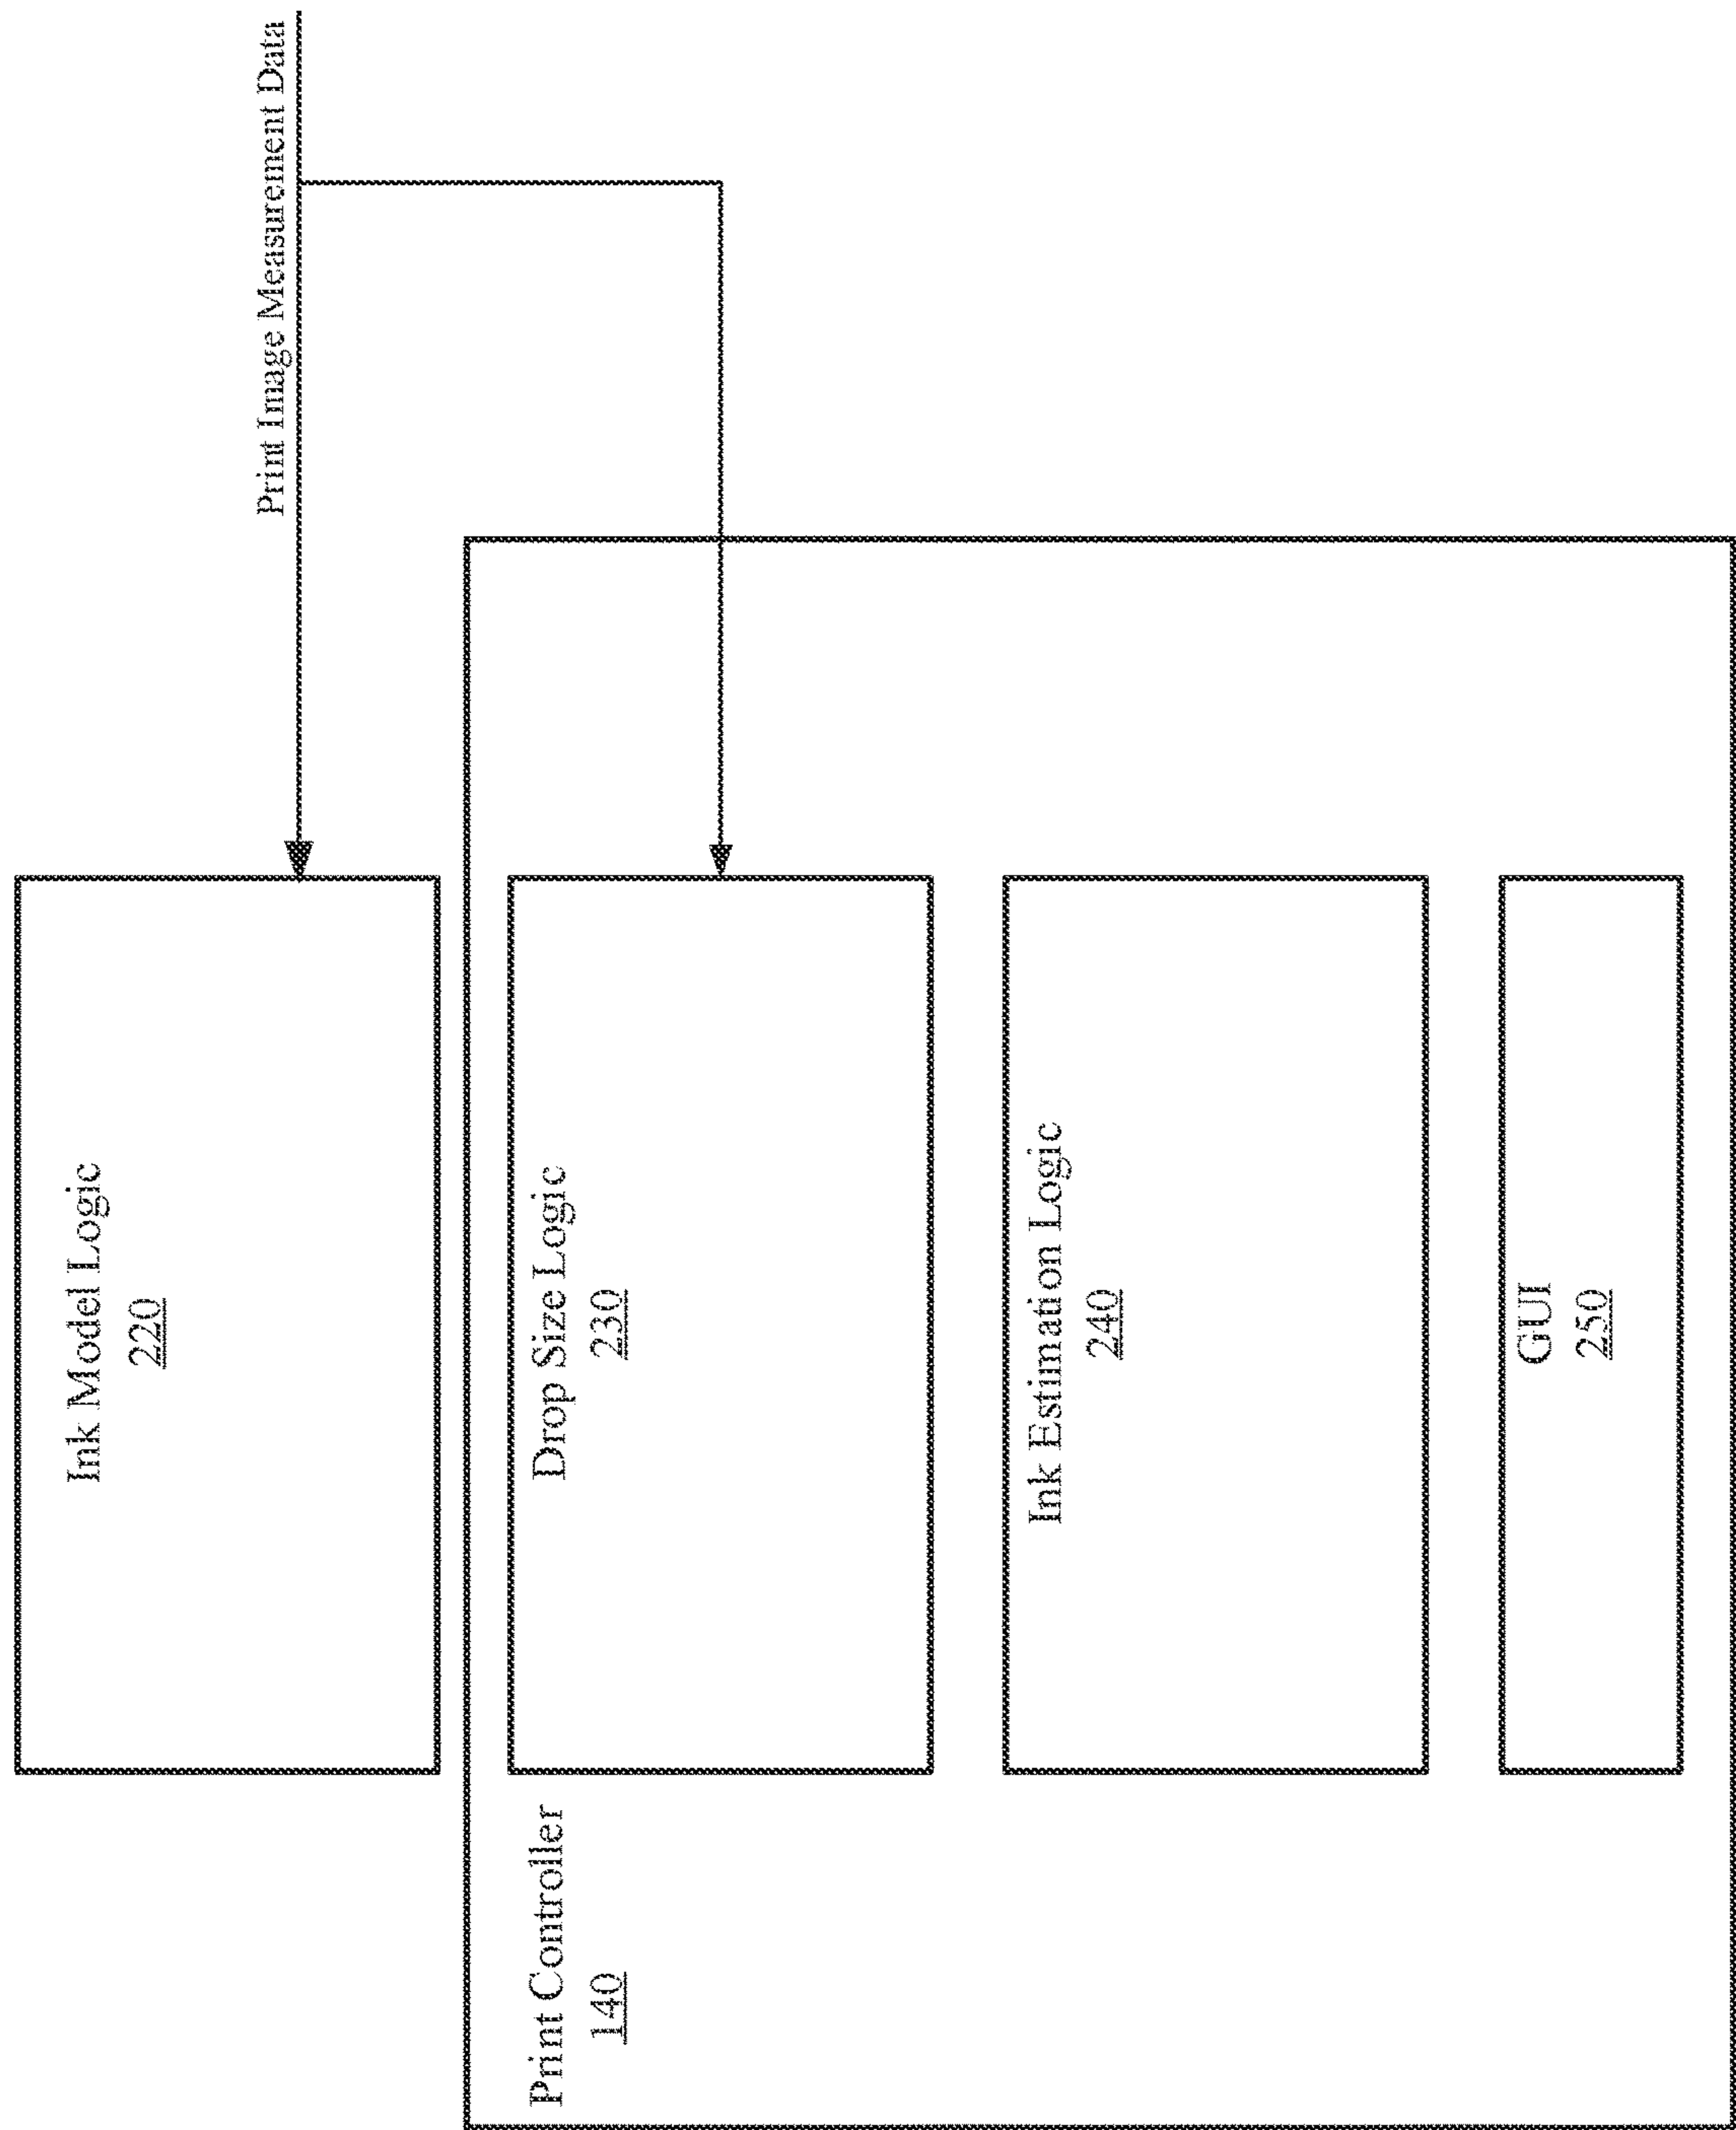 Print Image Measurement Data
Ink Model Logic
220
Print Controller
140
Drop Size Logic
230
Ink Estimation Logic
240
GUI
250